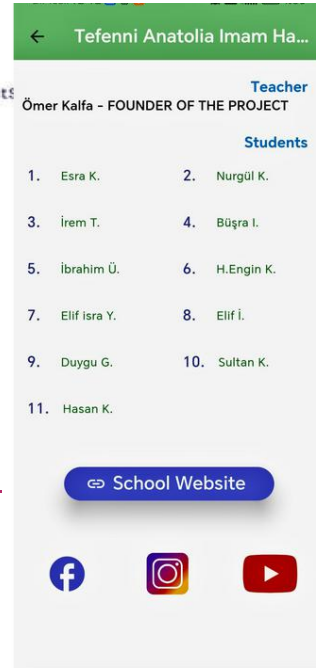 Tefenni Anatolia Imam Ha...
Teacher
Ömer Kalfa - FOUNDER OF THE PROJECT
Students
1. Esra K.
2. Nurgül K.
3. İrem T.
4. Büşra I.
5. İbrahim Ü.
6. H.Engin K.
7. Elif isra Y.
8. Elif İ.
9. Duygu G.
10. Sultan K.
11. Hasan K.
School Website